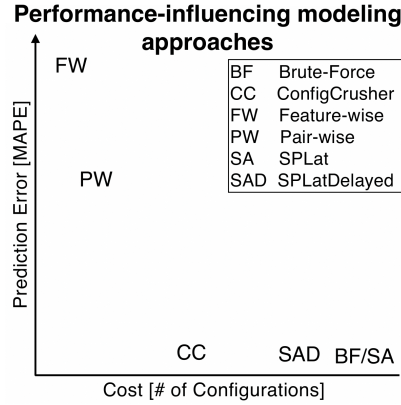 Performance-influencing modeling
approaches
FW
BF Brute-Force
CC ConfigCrusher
FW Feature-wise
PW Pair-wise
SA SPLat
SAD SPLatDelayed
PW
Prediction Error [MAPE]
CC
SAD
BF/SA
Cost [# of Configurations]